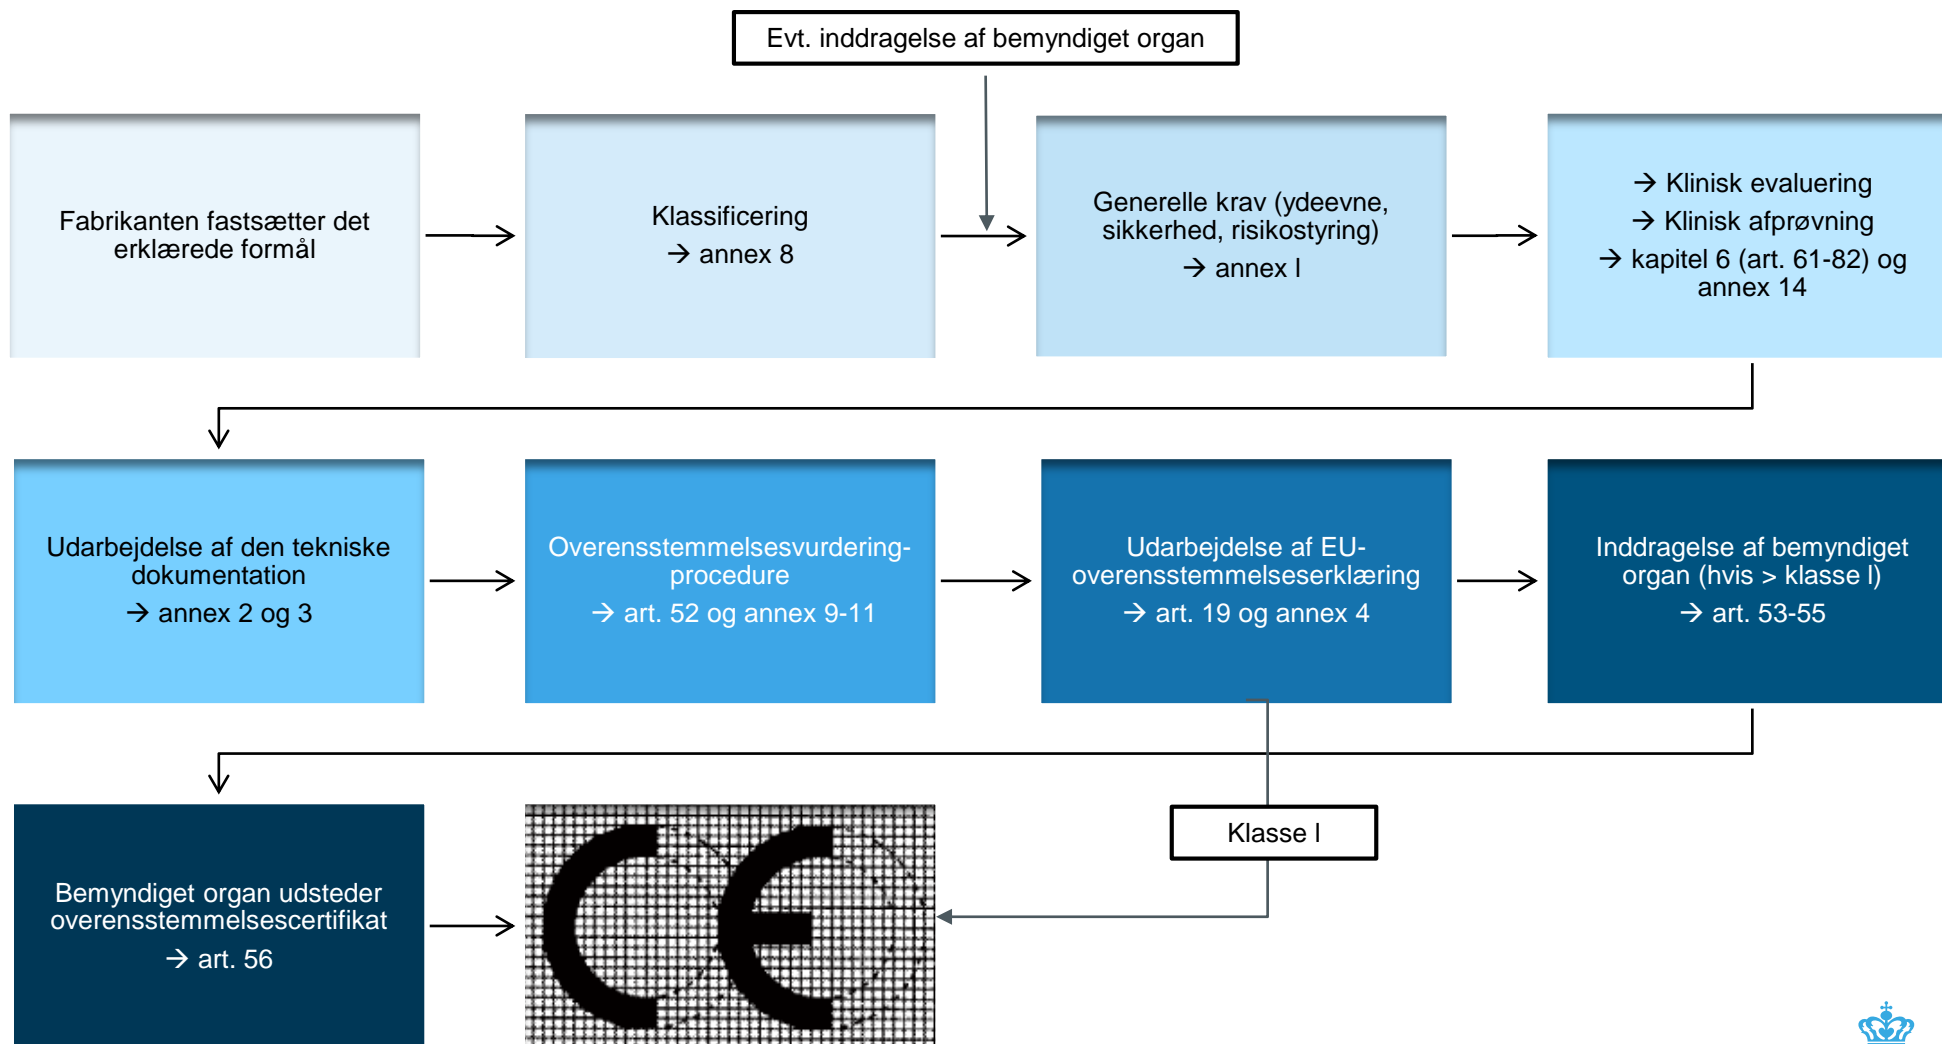 Evt. inddragelse af bemyndiget organ
Fabrikanten fastsætter det
erklærede formål
Klassificering
→ annex 8
Generelle krav (ydeevne,
sikkerhed, risikostyring)
→ annex I
→ Klinisk evaluering
→ Klinisk afprøvning
→ kapitel 6 (art. 61-82) og
annex 14
Udarbejdelse af den tekniske
dokumentation
→ annex 2 og 3
Overensstemmelsesvurdering-
procedure
→ art. 52 og annex 9-11
Udarbejdelse af EU-
overensstemmelseserklæring
→ art. 19 og annex 4
Inddragelse af bemyndiget
organ (hvis > klasse I)
→ art. 53-55
Bemyndiget organ udsteder
overensstemmelsescertifikat
→ art. 56
CE
Klasse I